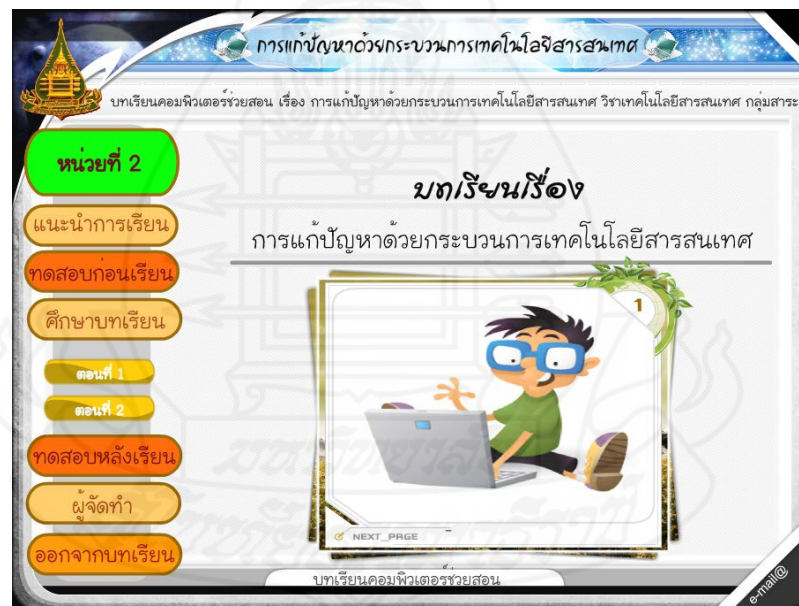 การแก้ปัญหาด้วยกระบวนการเทคโนโลยีสารสนเทศ
บทเรียนคอมพิวเตอร์ช่วยสอน เรื่อง การแก้ปัญหาด้วยกระบวนการเทคโนโลยีสารสนเทศ วิชาเทคโนโลยีสารสนเทศ กลุ่มสาระ
หน่วยที่ 2
แนะนำการเรียน
ทดสอบก่อนเรียน
ศึกษาบทเรียน
ตอนที่ 1
ตอนที่ 2
ทดสอบหลังเรียน
ผู้จัดทำ
ออกจากบทเรียน
บทเรียนเรื่อง
การแก้ปัญหาด้วยกระบวนการเทคโนโลยีสารสนเทศ
1
NEXT_PAGE
บทเรียนคอมพิวเตอร์ช่วยสอน
e-mail@